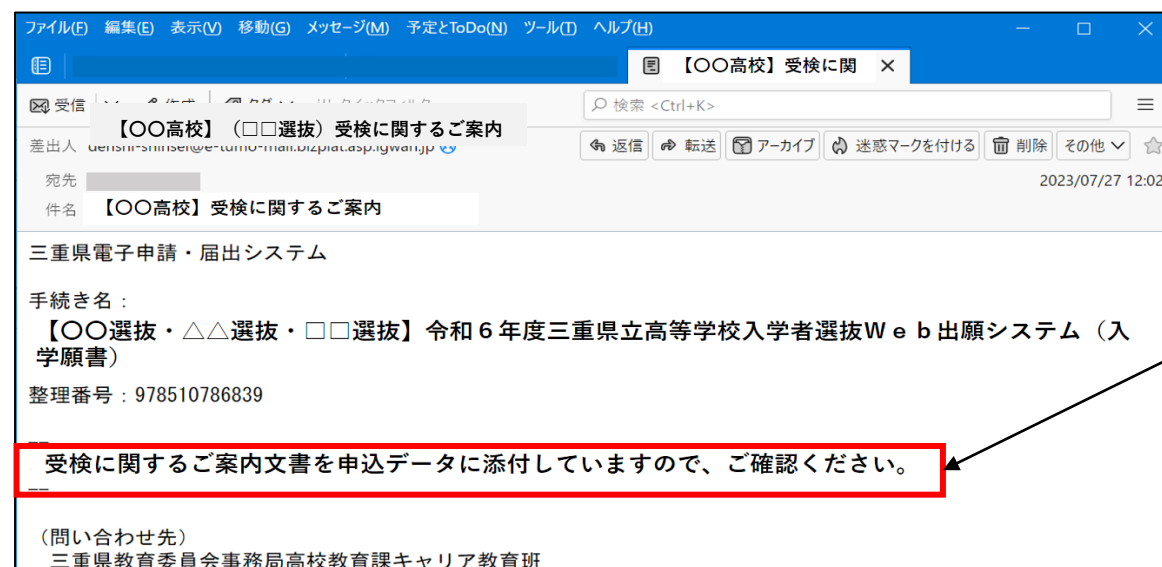 ファイル(F) 編集(E) 表示(V) 移動(G) メッセージ(M) 予定とToDo(N) ツール(T) ヘルプ(H)
【〇〇高校】受検に関
受信
検索 <Ctrl+K>
【〇〇高校】（□□選抜）受検に関するご案内
差出人
返信 転送 アーカイブ 迷惑マークを付ける 削除 その他
宛先
2023/07/27 12:02
件名 【〇〇高校】受検に関するご案内
三重県電子申請・届出システム
手続き名：
【〇〇選抜・△△選抜・□□選抜】令和６年度三重県立高等学校入学者選抜Ｗｅｂ出願システム（入
学願書）
整理番号：978510786839
受検に関するご案内文書を申込データに添付していますので、ご確認ください。
（問い合わせ先）
三重県教育委員会事務局高校教育課キャリア教育班